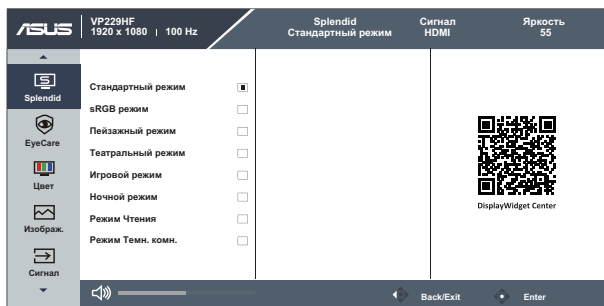 ASUS
VP229HF
1920 x 1080 | 100 Hz
Splendid
Стандартный режим
Сигнал
HDMI
Яркость
55
Splendid
EyeCare
Цвет
Изображ.
Сигнал
Стандартный режим
sRGB режим
Пейзажный режим
Театральный режим
Игровой режим
Ночной режим
Режим Чтения
Режим Темн. комн.
DisplayWidget Center
Back/Exit
Enter